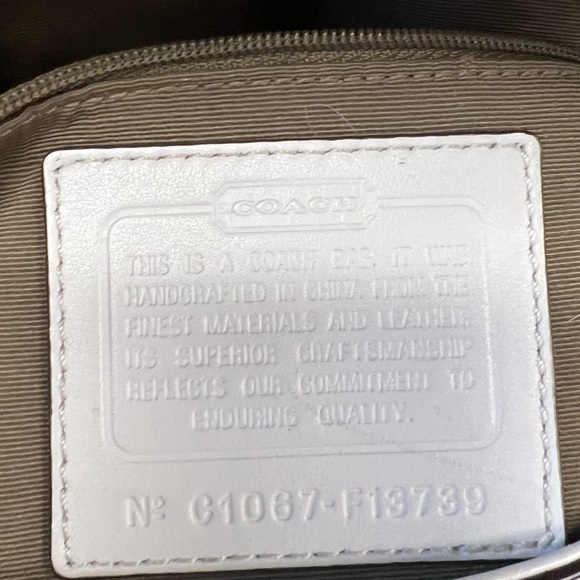 COACH
THIS IS A COACH BAG. IT WAS
HANDCRAFTED IN CHINA. FROM THE
FINEST MATERIALS AND LEATHER,
ITS SUPERIOR CRAFTSMANSHIP
REFLECTS OUR COMMITMENT TO
ENDURING QUALITY.
Nº C1067-F13739